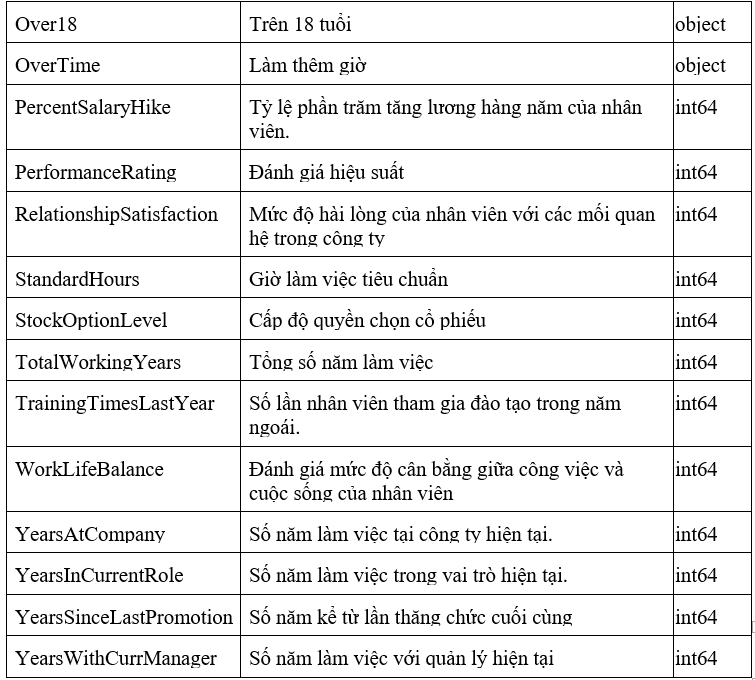 Over18 Trên 18 tuổi object
OverTime Làm thêm giờ object
PercentSalaryHike Tỷ lệ phần trăm tăng lương hàng năm của nhân int64
viên.
PerformanceRating Đánh giá hiệu suất int64
RelationshipSatisfaction Mức độ hài lòng của nhân viên với các mối quan int64
hệ trong công ty
StandardHours Giờ làm việc tiêu chuẩn int64
StockOptionLevel Cấp độ quyền chọn cổ phiếu int64
TotalWorkingYears Tổng số năm làm việc int64
TrainingTimesLastYear Số lần nhân viên tham gia đào tạo trong năm int64
ngoái.
WorkLifeBalance Đánh giá mức độ cân bằng giữa công việc và int64
cuộc sống của nhân viên
YearsAtCompany Số năm làm việc tại công ty hiện tại. int64
YearsInCurrentRole Số năm làm việc trong vai trò hiện tại. int64
YearsSinceLastPromotion Số năm kể từ lần thăng chức cuối cùng int64
YearsWithCurrManager Số năm làm việc với quản lý hiện tại int64